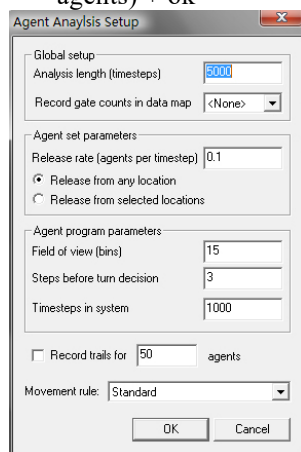 agents) + ok
Agent Anaylsis Setup
Global setup
Analysis length (timesteps) 5000
Record gate counts in data map <None>
Agent set parameters
Release rate (agents per timestep) 0.1
Release from any location
Release from selected locations
Agent program parameters
Field of view (bins) 15
Steps before turn decision 3
Timesteps in system 1000
Record trails for 50 agents
Movement rule: Standard
OK Cancel